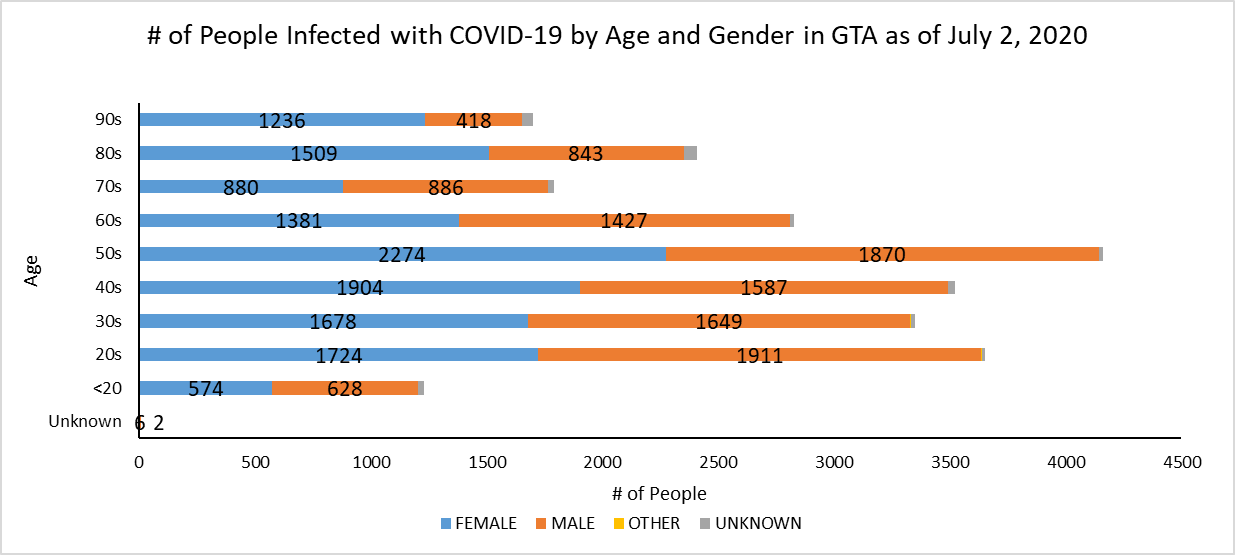 # of People Infected with COVID-19 by Age and Gender in GTA as of July 2, 2020
90s 1236 418
80s 1509 843
70s 880 886
60s 1381 1427
50s 2274 1870
Age
40s 1904 1587
30s 1678 1649
20s 1724 1911
<20 574 628
Unknown 6 2
0 500 1000 1500 2000 2500 3000 3500 4000 4500
# of People
FEMALE MALE OTHER UNKNOWN